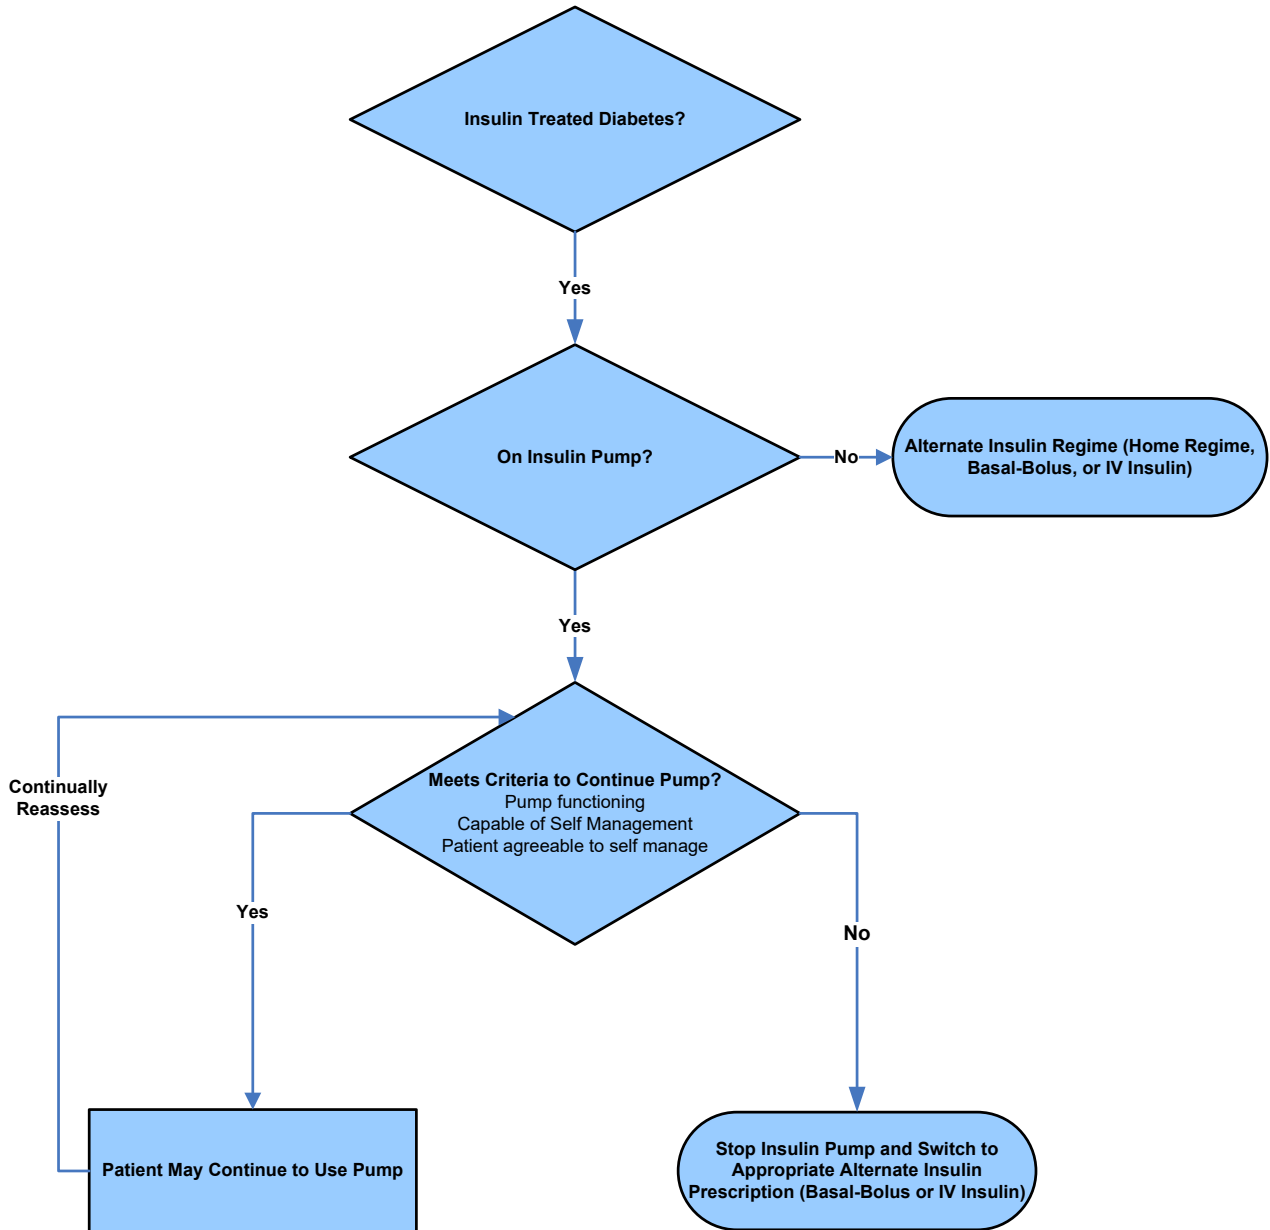 Insulin Treated Diabetes?
Yes
On Insulin Pump?
No
Alternate Insulin Regime (Home Regime,
Basal-Bolus, or IV Insulin)
Yes
Meets Criteria to Continue Pump?
Pump functioning
Capable of Self Management
Patient agreeable to self manage
Continually
Reassess
Yes
No
Patient May Continue to Use Pump
Stop Insulin Pump and Switch to
Appropriate Alternate Insulin
Prescription (Basal-Bolus or IV Insulin)